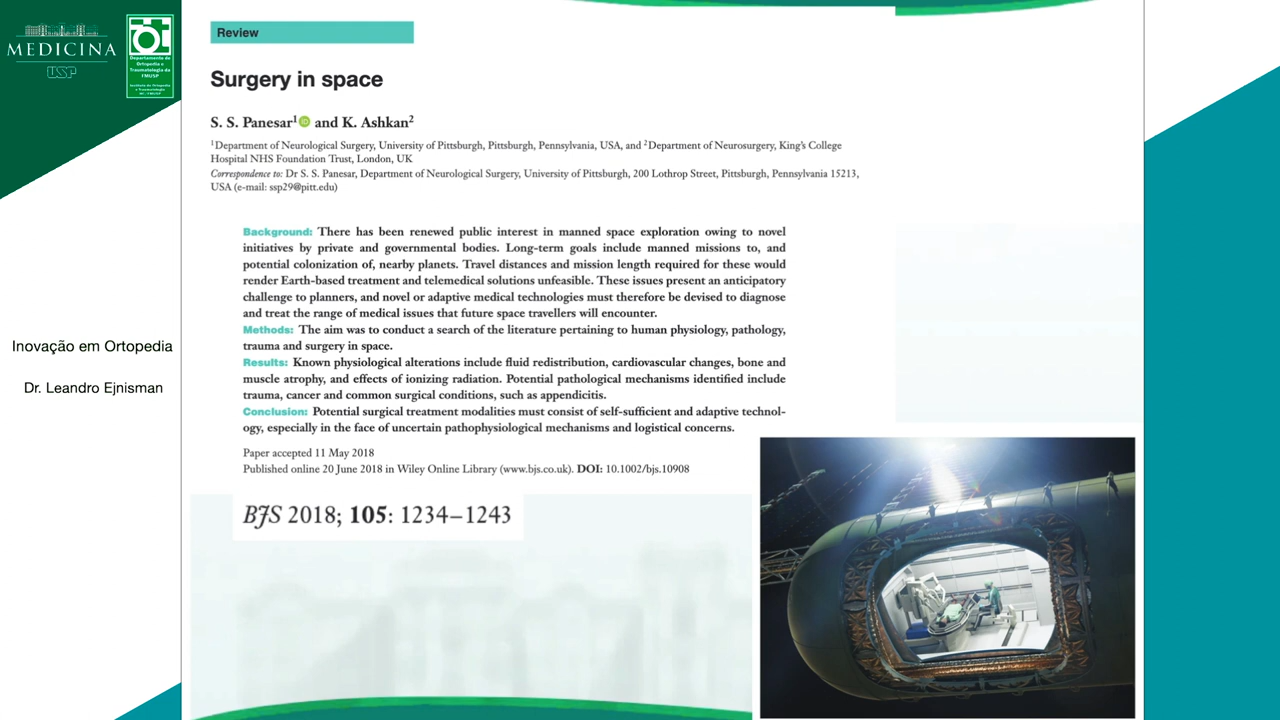 MEDICINA
USP
Departamento de
Ortopedia e
Traumatologia da
FMUSP
Inovação em Ortopedia
Dr. Leandro Ejnisman
Review
Surgery in space
S. S. Panesar¹ and K. Ashkan²
¹Department of Neurological Surgery, University of Pittsburgh, Pittsburgh, Pennsylvania, USA, and ²Department of Neurosurgery, King's College
Hospital NHS Foundation Trust, London, UK
Correspondence to: Dr S. S. Panesar, Department of Neurological Surgery, University of Pittsburgh, 200 Lothrop Street, Pittsburgh, Pennsylvania 15213,
USA (e-mail: ssp29@pitt.edu)
Background: There has been renewed public interest in manned space exploration owing to novel
initiatives by private and governmental bodies. Long-term goals include manned missions to, and
potential colonization of, nearby planets. Travel distances and mission length required for these would
render Earth-based treatment and telemedical solutions unfeasible. These issues present an anticipatory
challenge to planners, and novel or adaptive medical technologies must therefore be devised to diagnose
and treat the range of medical issues that future space travellers will encounter.
Methods: The aim was to conduct a search of the literature pertaining to human physiology, pathology,
trauma and surgery in space.
Results: Known physiological alterations include fluid redistribution, cardiovascular changes, bone and
muscle atrophy, and effects of ionizing radiation. Potential pathological mechanisms identified include
trauma, cancer and common surgical conditions, such as appendicitis.
Conclusion: Potential surgical treatment modalities must consist of self-sufficient and adaptive technol-
ogy, especially in the face of uncertain pathophysiological mechanisms and logistical concerns.
Paper accepted 11 May 2018
Published online 20 June 2018 in Wiley Online Library (www.bjs.co.uk). DOI: 10.1002/bjs.10908
BJS 2018; 105: 1234–1243